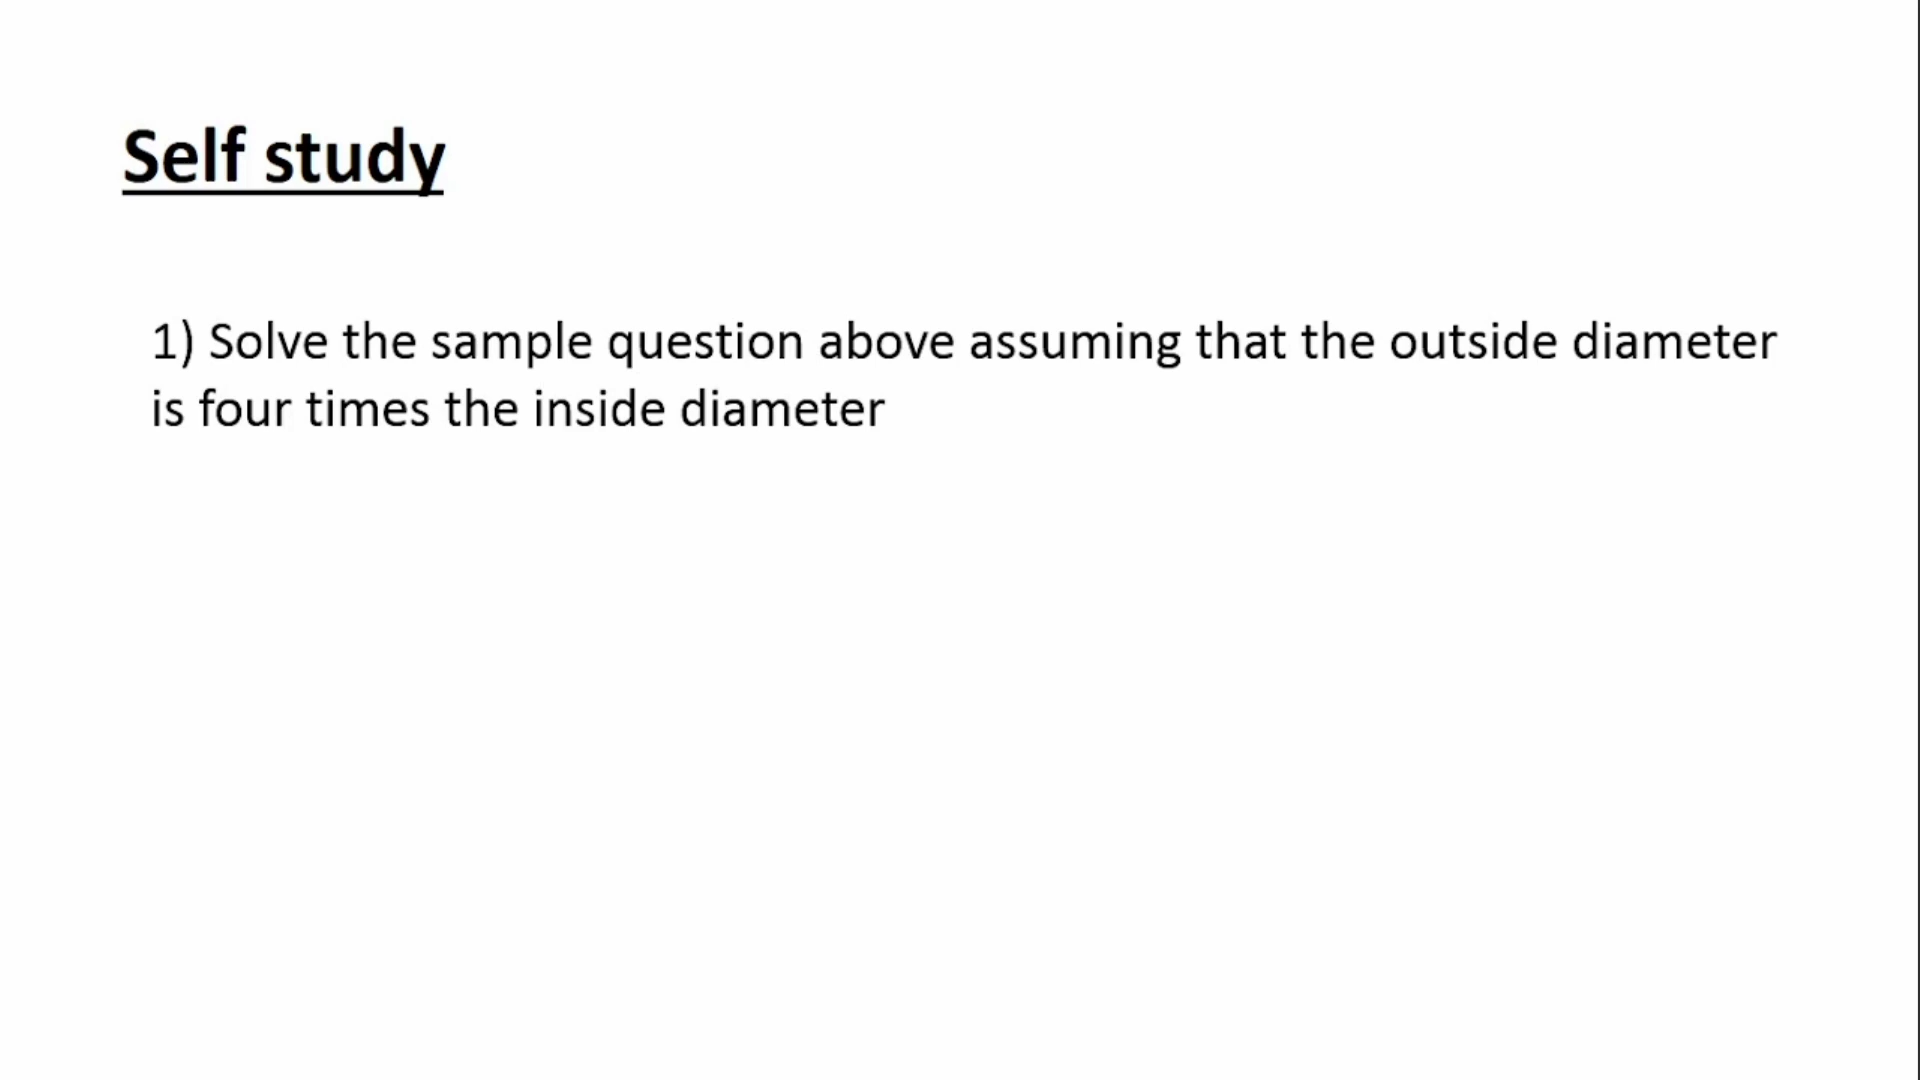 Self study
1) Solve the sample question above assuming that the outside diameter
is four times the inside diameter